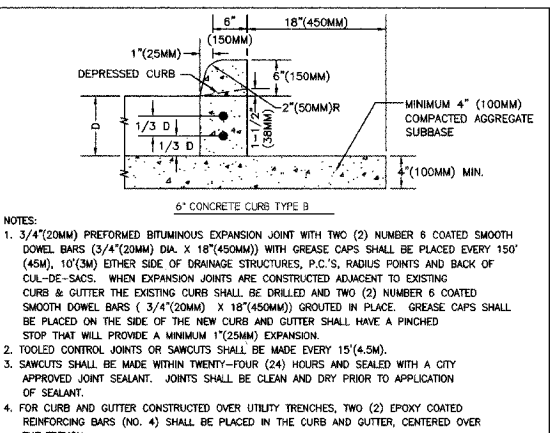 6"
18"(450MM)
(150MM)
1"(25MM)
DEPRESSED CURB
6"(150MM)
2"(50MM)R
1-1/2"
(38MM)
MINIMUM 4" (100MM)
COMPACTED AGGREGATE
SUBBASE
D
1/3 D
1/3 D
4"(100MM) MIN.
6" CONCRETE CURB TYPE B
NOTES:
1. 3/4"(20MM) PREFORMED BITUMINOUS EXPANSION JOINT WITH TWO (2) NUMBER 6 COATED SMOOTH
DOWEL BARS (3/4"(20MM) DIA. X 18"(450MM)) WITH GREASE CAPS SHALL BE PLACED EVERY 150'
(45M), 10'(3M) EITHER SIDE OF DRAINAGE STRUCTURES, P.C.'S, RADIUS POINTS AND BACK OF
CUL-DE-SACS. WHEN EXPANSION JOINTS ARE CONSTRUCTED ADJACENT TO EXISTING
CURB & GUTTER THE EXISTING CURB SHALL BE DRILLED AND TWO (2) NUMBER 6 COATED
SMOOTH DOWEL BARS ( 3/4"(20MM) X 18"(450MM)) GROUTED IN PLACE. GREASE CAPS SHALL
BE PLACED ON THE SIDE OF THE NEW CURB AND GUTTER SHALL HAVE A PINCHED
STOP THAT WILL PROVIDE A MINIMUM 1"(25MM) EXPANSION.
2. TOOLED CONTROL JOINTS OR SAWCUTS SHALL BE MADE EVERY 15'(4.5M).
3. SAWCUTS SHALL BE MADE WITHIN TWENTY-FOUR (24) HOURS AND SEALED WITH A CITY
APPROVED JOINT SEALANT. JOINTS SHALL BE CLEAN AND DRY PRIOR TO APPLICATION
OF SEALANT.
4. FOR CURB AND GUTTER CONSTRUCTED OVER UTILITY TRENCHES, TWO (2) EPOXY COATED
REINFORCING BARS (NO. 4) SHALL BE PLACED IN THE CURB AND GUTTER, CENTERED OVER